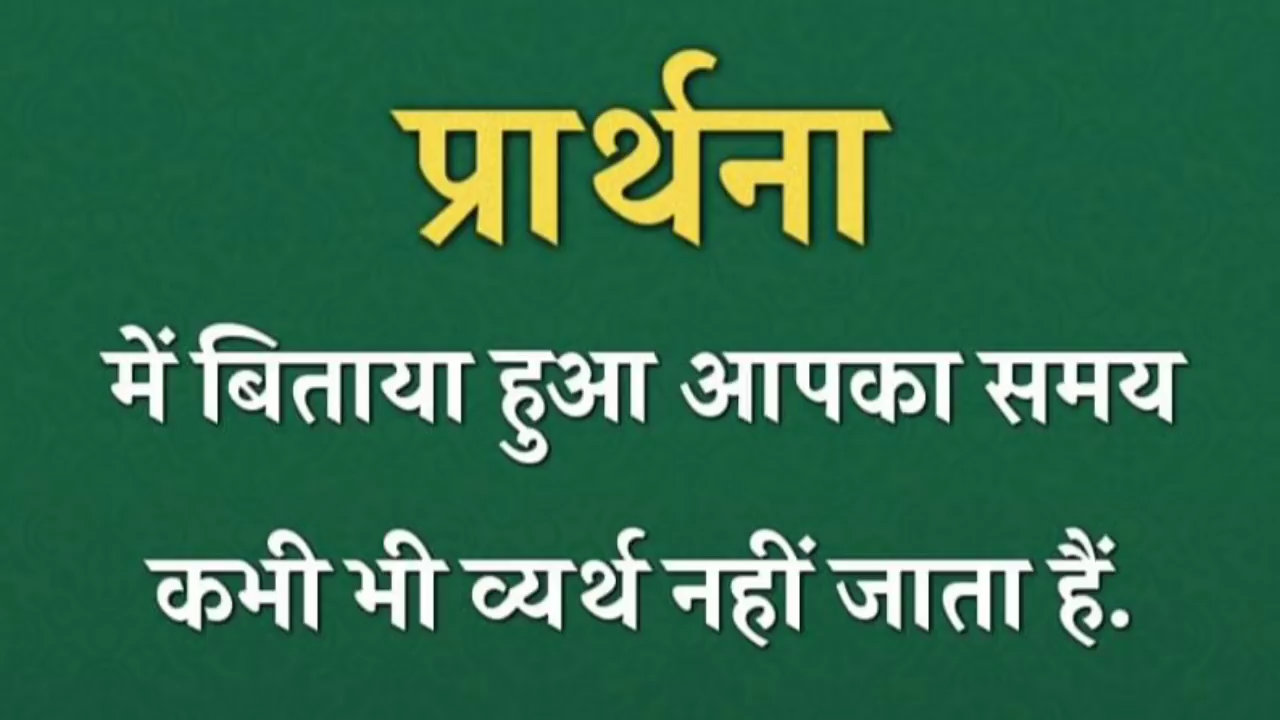 प्रार्थना
में बिताया हुआ आपका समय
कभी भी व्यर्थ नहीं जाता हैं.